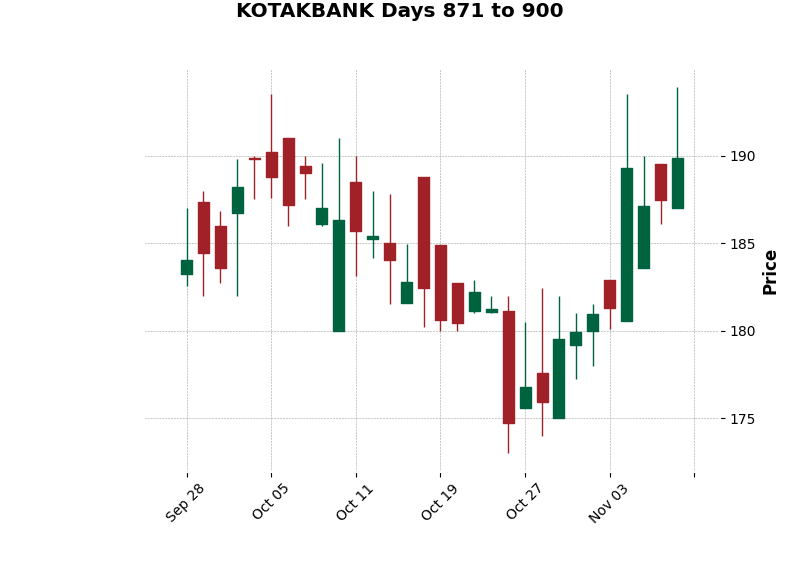 KOTAKBANK Days 871 to 900
190
185
180
175
Price
Sep 28
Oct 05
Oct 11
Oct 19
Oct 27
Nov 03